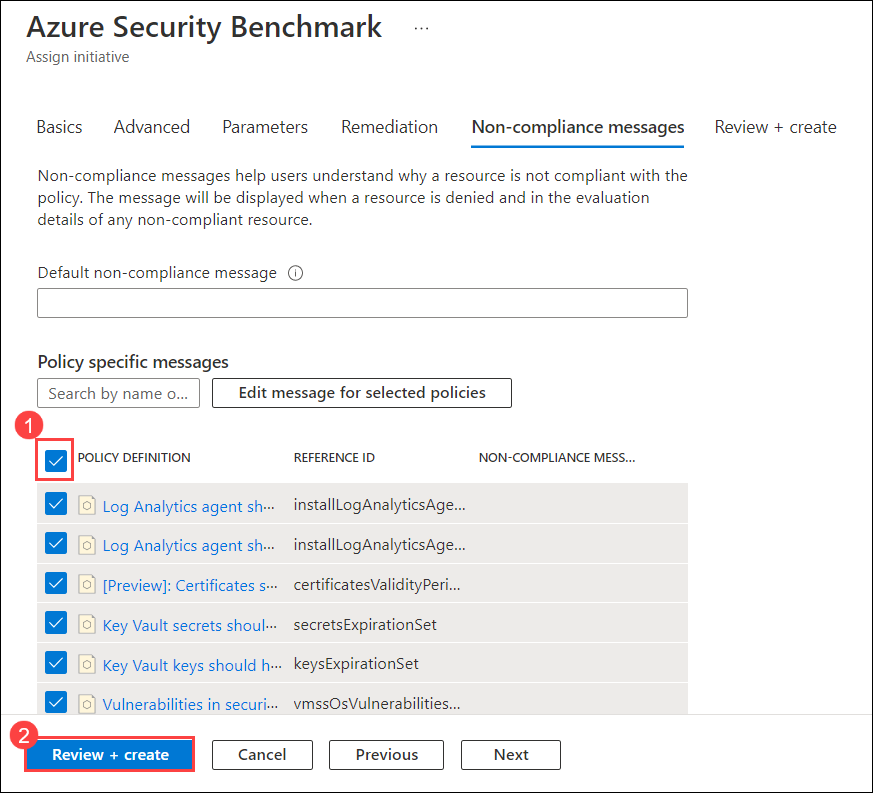 Azure Security Benchmark ...
Assign initiative
Basics Advanced Parameters Remediation Non-compliance messages Review + create
Non-compliance messages help users understand why a resource is not compliant with the
policy. The message will be displayed when a resource is denied and in the evaluation
details of any non-compliant resource.
Default non-compliance message
Policy specific messages
Search by name o... Edit message for selected policies
1
POLICY DEFINITION REFERENCE ID NON-COMPLIANCE MESS...
Log Analytics agent sh... installLogAnalyticsAge...
Log Analytics agent sh... installLogAnalyticsAge...
[Preview]: Certificates s... certificatesValidityPeri...
Key Vault secrets shoul... secretsExpirationSet
Key Vault keys should h... keysExpirationSet
Vulnerabilities in securi... vmssOsVulnerabilities...
2
Review + create Cancel Previous Next